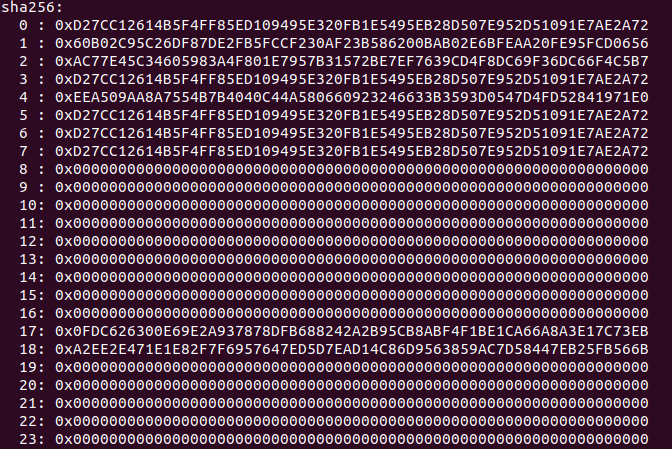 sha256:
0 : 0xD27CC12614B5F4FF85ED109495E320FB1E5495EB28D507E952D51091E7AE2A72
1 : 0x60B02C95C26DF87DE2FB5FCCF230AF23B586200BAB02E6BFEAA20FE95FCD0656
2 : 0xAC77E45C34605983A4F801E7957B31572BE7EF7639CD4F8DC69F36DC66F4C5B7
3 : 0xD27CC12614B5F4FF85ED109495E320FB1E5495EB28D507E952D51091E7AE2A72
4 : 0xEEA509AA8A7554B7B4040C44A580660923246633B3593D0547D4FD52841971E0
5 : 0xD27CC12614B5F4FF85ED109495E320FB1E5495EB28D507E952D51091E7AE2A72
6 : 0xD27CC12614B5F4FF85ED109495E320FB1E5495EB28D507E952D51091E7AE2A72
7 : 0xD27CC12614B5F4FF85ED109495E320FB1E5495EB28D507E952D51091E7AE2A72
8 : 0x0000000000000000000000000000000000000000000000000000000000000000
9 : 0x0000000000000000000000000000000000000000000000000000000000000000
10: 0x0000000000000000000000000000000000000000000000000000000000000000
11: 0x0000000000000000000000000000000000000000000000000000000000000000
12: 0x0000000000000000000000000000000000000000000000000000000000000000
13: 0x0000000000000000000000000000000000000000000000000000000000000000
14: 0x0000000000000000000000000000000000000000000000000000000000000000
15: 0x0000000000000000000000000000000000000000000000000000000000000000
16: 0x0000000000000000000000000000000000000000000000000000000000000000
17: 0x0FDC626300E69E2A937878DFB688242A2B95CB8ABF4F1BE1CA66A8A3E17C73EB
18: 0xA2EE2E471E1E82F7F6957647ED5D7EAD14C86D9563859AC7D58447EB25FB566B
19: 0x0000000000000000000000000000000000000000000000000000000000000000
20: 0x0000000000000000000000000000000000000000000000000000000000000000
21: 0x0000000000000000000000000000000000000000000000000000000000000000
22: 0x0000000000000000000000000000000000000000000000000000000000000000
23: 0x0000000000000000000000000000000000000000000000000000000000000000